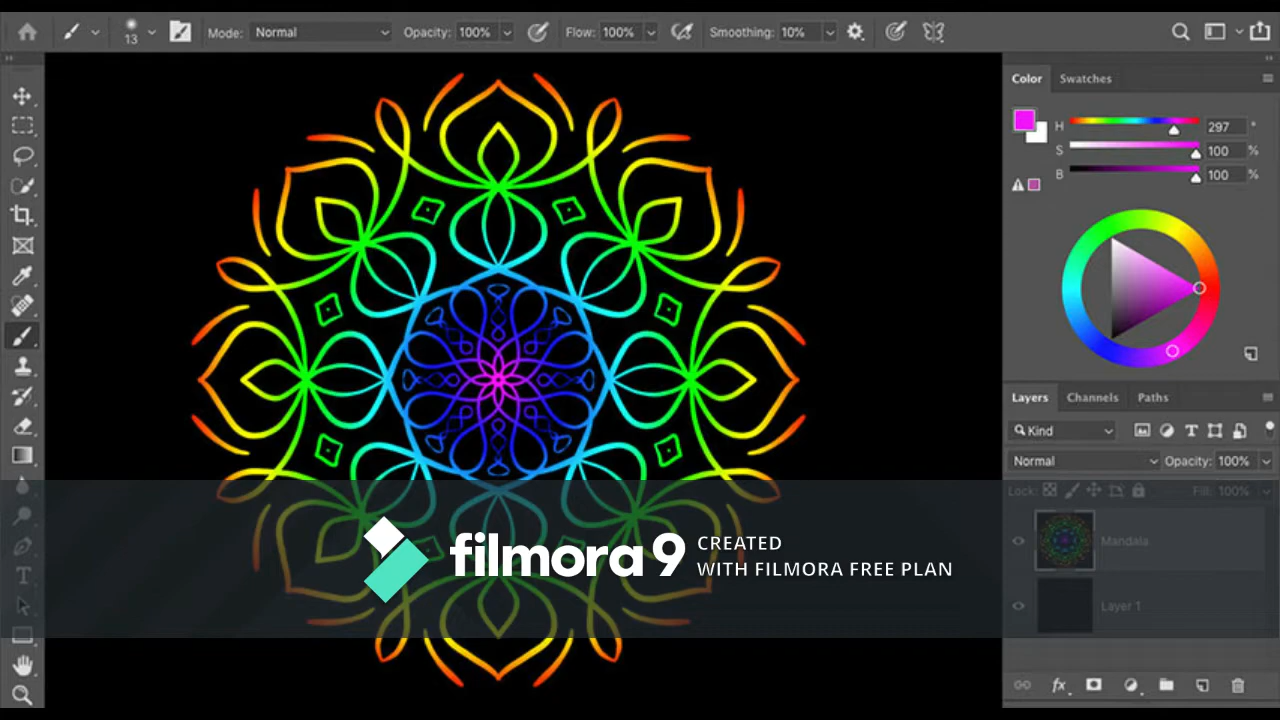 13 Mode: Normal Opacity: 100% Flow: 100% Smoothing: 10%
Color Swatches
H 297 °
S 100 %
B 100 %
Layers Channels Paths
Kind
Normal Opacity: 100%
Lock: Fill: 100%
Mandala
Layer 1
filmora 9 CREATED
WITH FILMORA FREE PLAN